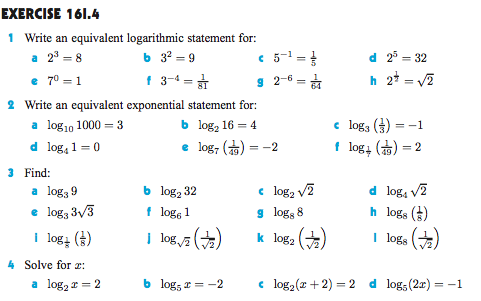 EXERCISE 16I.4
1 Write an equivalent logarithmic statement for:
a 2³ = 8 b 3² = 9 c 5⁻¹ = 1/5 d 2⁵ = 32
e 7⁰ = 1 f 3⁻⁴ = 1/81 g 2⁻⁶ = 1/64 h 2^(1/2) = √2
2 Write an equivalent exponential statement for:
a log₁₀ 1000 = 3 b log₂ 16 = 4 c log₃ (1/3) = −1
d log₄ 1 = 0 e log₇ (1/49) = −2 f log_(1/7) (1/49) = 2
3 Find:
a log₃ 9 b log₂ 32 c log₂ √2 d log₄ √2
e log₃ 3√3 f log₆ 1 g log₈ 8 h log₈ (1/8)
i log_(1/8) (1/8) j log_√2 (1/√2) k log₂ (1/√2) l log₈ (1/√2)
4 Solve for x:
a log₂ x = 2 b log₅ x = −2 c log₂(x + 2) = 2 d log₅(2x) = −1